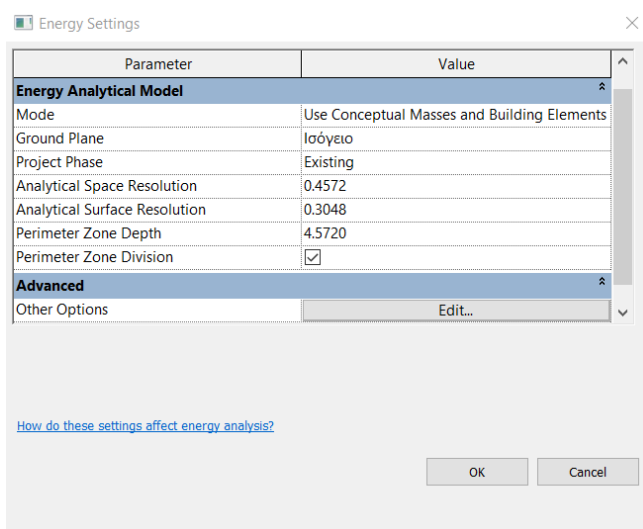 Energy Settings
Parameter Value
Energy Analytical Model
Mode Use Conceptual Masses and Building Elements
Ground Plane Ισόγειο
Project Phase Existing
Analytical Space Resolution 0.4572
Analytical Surface Resolution 0.3048
Perimeter Zone Depth 4.5720
Perimeter Zone Division
Advanced
Other Options Edit...
How do these settings affect energy analysis?
OK Cancel